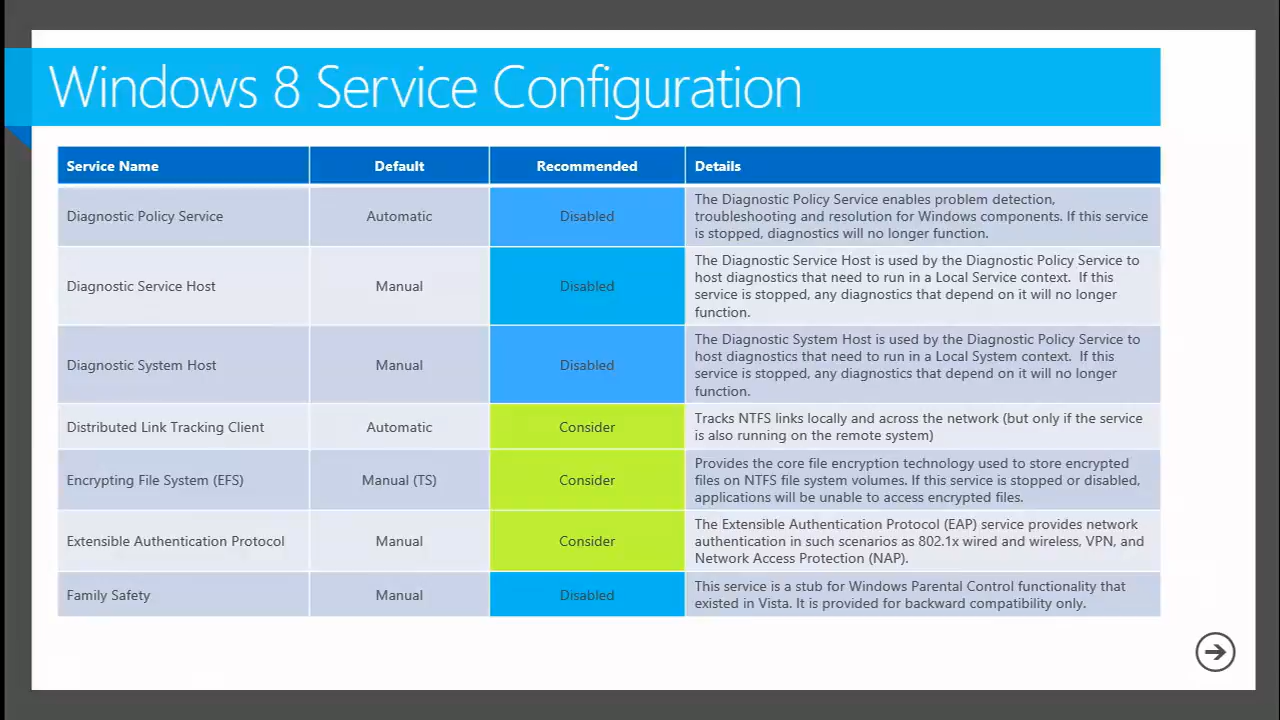 Windows 8 Service Configuration
Service Name Default Recommended Details
Diagnostic Policy Service Automatic Disabled The Diagnostic Policy Service enables problem detection,
troubleshooting and resolution for Windows components. If this service
is stopped, diagnostics will no longer function.
Diagnostic Service Host Manual Disabled The Diagnostic Service Host is used by the Diagnostic Policy Service to
host diagnostics that need to run in a Local Service context. If this
service is stopped, any diagnostics that depend on it will no longer
function.
Diagnostic System Host Manual Disabled The Diagnostic System Host is used by the Diagnostic Policy Service to
host diagnostics that need to run in a Local System context. If this
service is stopped, any diagnostics that depend on it will no longer
function.
Distributed Link Tracking Client Automatic Consider Tracks NTFS links locally and across the network (but only if the service
is also running on the remote system)
Encrypting File System (EFS) Manual (TS) Consider Provides the core file encryption technology used to store encrypted
files on NTFS file system volumes. If this service is stopped or disabled,
applications will be unable to access encrypted files.
Extensible Authentication Protocol Manual Consider The Extensible Authentication Protocol (EAP) service provides network
authentication in such scenarios as 802.1x wired and wireless, VPN, and
Network Access Protection (NAP).
Family Safety Manual Disabled This service is a stub for Windows Parental Control functionality that
existed in Vista. It is provided for backward compatibility only.